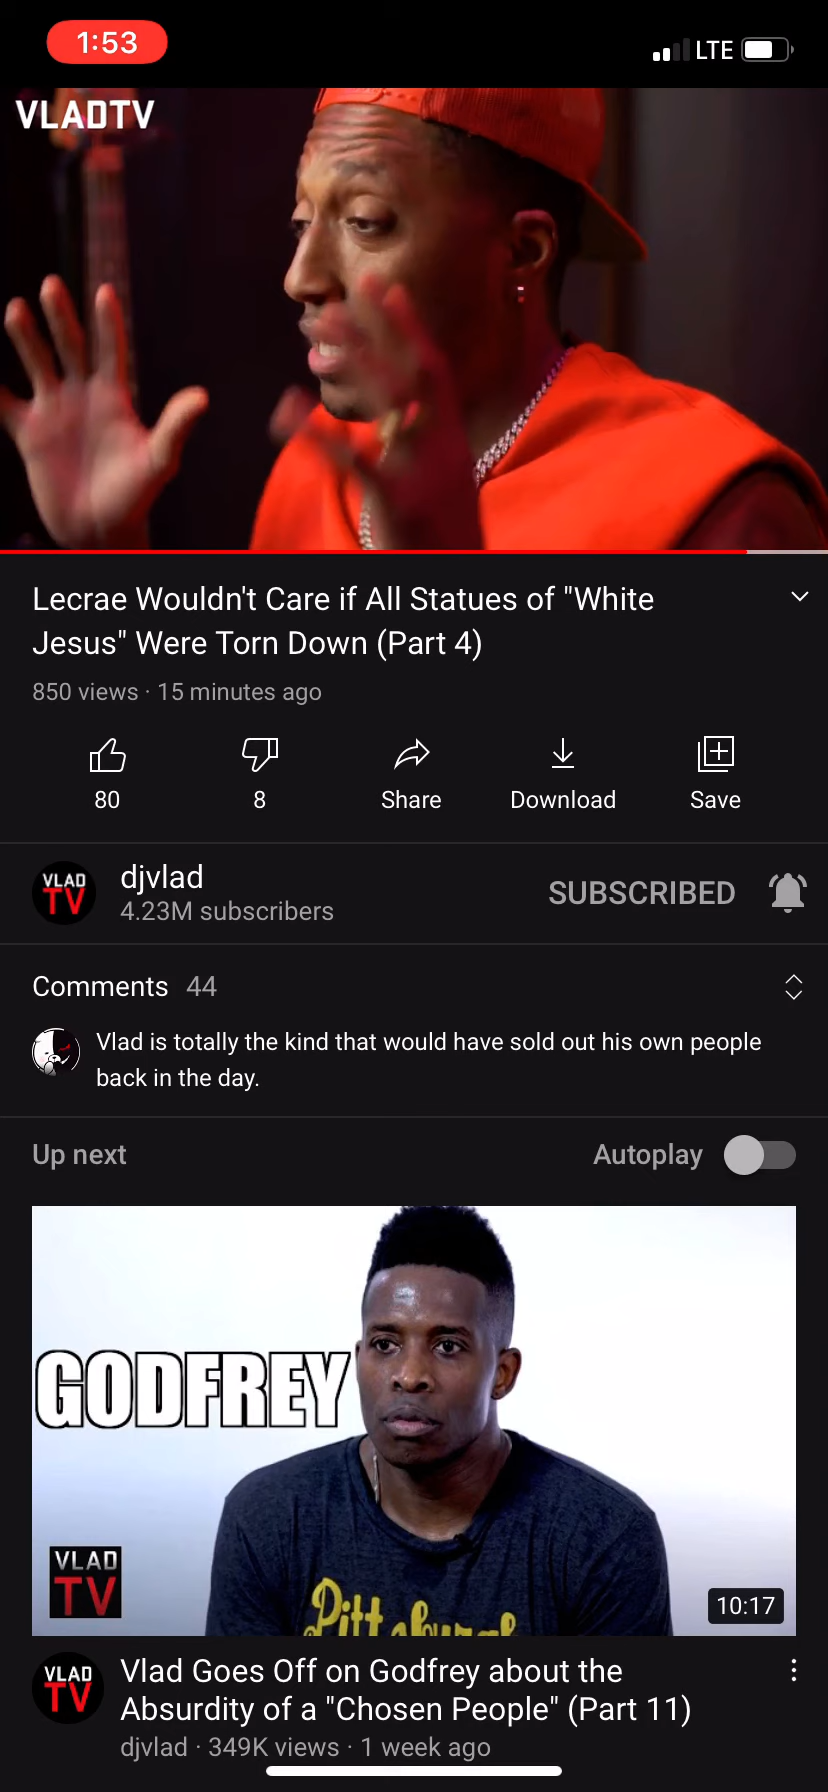 1:53
LTE
VLADTV
Lecrae Wouldn't Care if All Statues of "White
Jesus" Were Torn Down (Part 4)
850 views · 15 minutes ago
80
8
Share
Download
Save
VLAD
TV
djvlad
4.23M subscribers
SUBSCRIBED
Comments 44
Vlad is totally the kind that would have sold out his own people
back in the day.
Up next
Autoplay
GODFREY
Pittsburgh
VLAD
TV
10:17
VLAD
TV
Vlad Goes Off on Godfrey about the
Absurdity of a "Chosen People" (Part 11)
djvlad · 349K views · 1 week ago